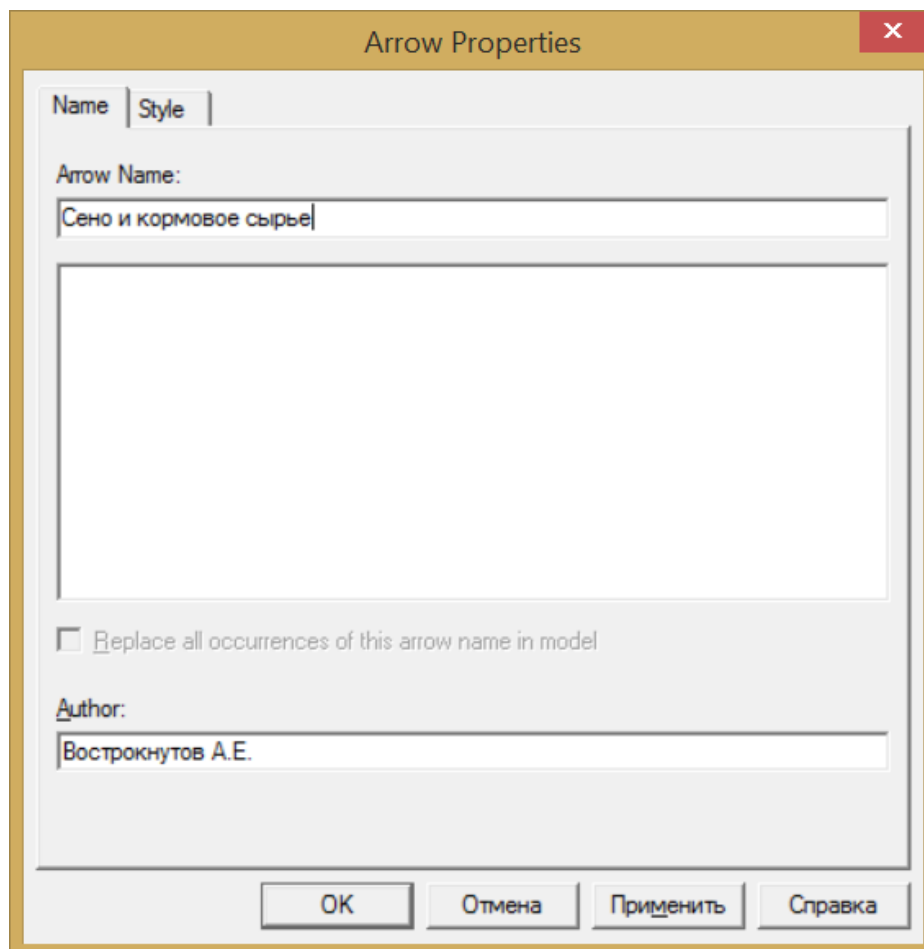 Arrow Properties
Name Style
Arrow Name:
Сено и кормовое сырье
Replace all occurrences of this arrow name in model
Author:
Вострокнутов А.Е.
OK Отмена Применить Справка